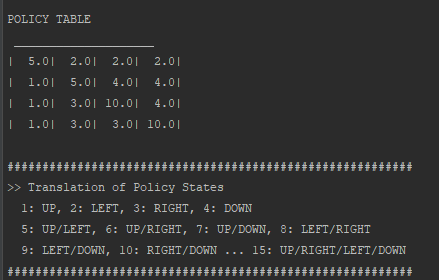 POLICY TABLE
____________________
|  5.0|  2.0|  2.0|  2.0|
|  1.0|  5.0|  4.0|  4.0|
|  1.0|  3.0| 10.0|  4.0|
|  1.0|  3.0|  3.0| 10.0|
##########################################################
>> Translation of Policy States
1: UP, 2: LEFT, 3: RIGHT, 4: DOWN
5: UP/LEFT, 6: UP/RIGHT, 7: UP/DOWN, 8: LEFT/RIGHT
9: LEFT/DOWN, 10: RIGHT/DOWN ... 15: UP/RIGHT/LEFT/DOWN
##########################################################